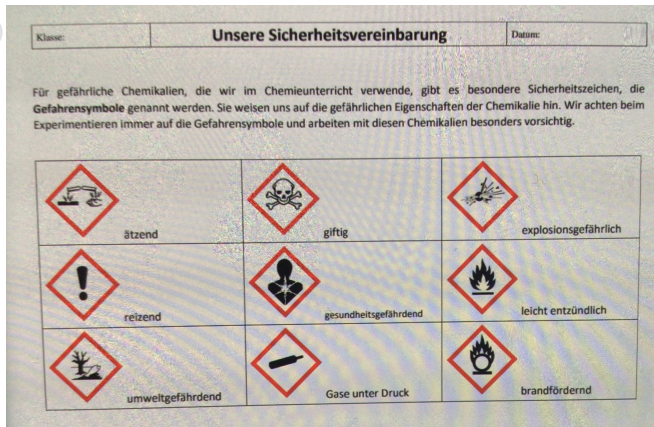 Klasse: Unsere Sicherheitsvereinbarung Datum:
Für gefährliche Chemikalien, die wir im Chemieunterricht verwende, gibt es besondere Sicherheitszeichen, die
Gefahrensymbole genannt werden. Sie weisen uns auf die gefährlichen Eigenschaften der Chemikalie hin. Wir achten beim
Experimentieren immer auf die Gefahrensymbole und arbeiten mit diesen Chemikalien besonders vorsichtig.
ätzend giftig explosionsgefährlich
reizend gesundheitsgefährdend leicht entzündlich
umweltgefährdend Gase unter Druck brandfördernd